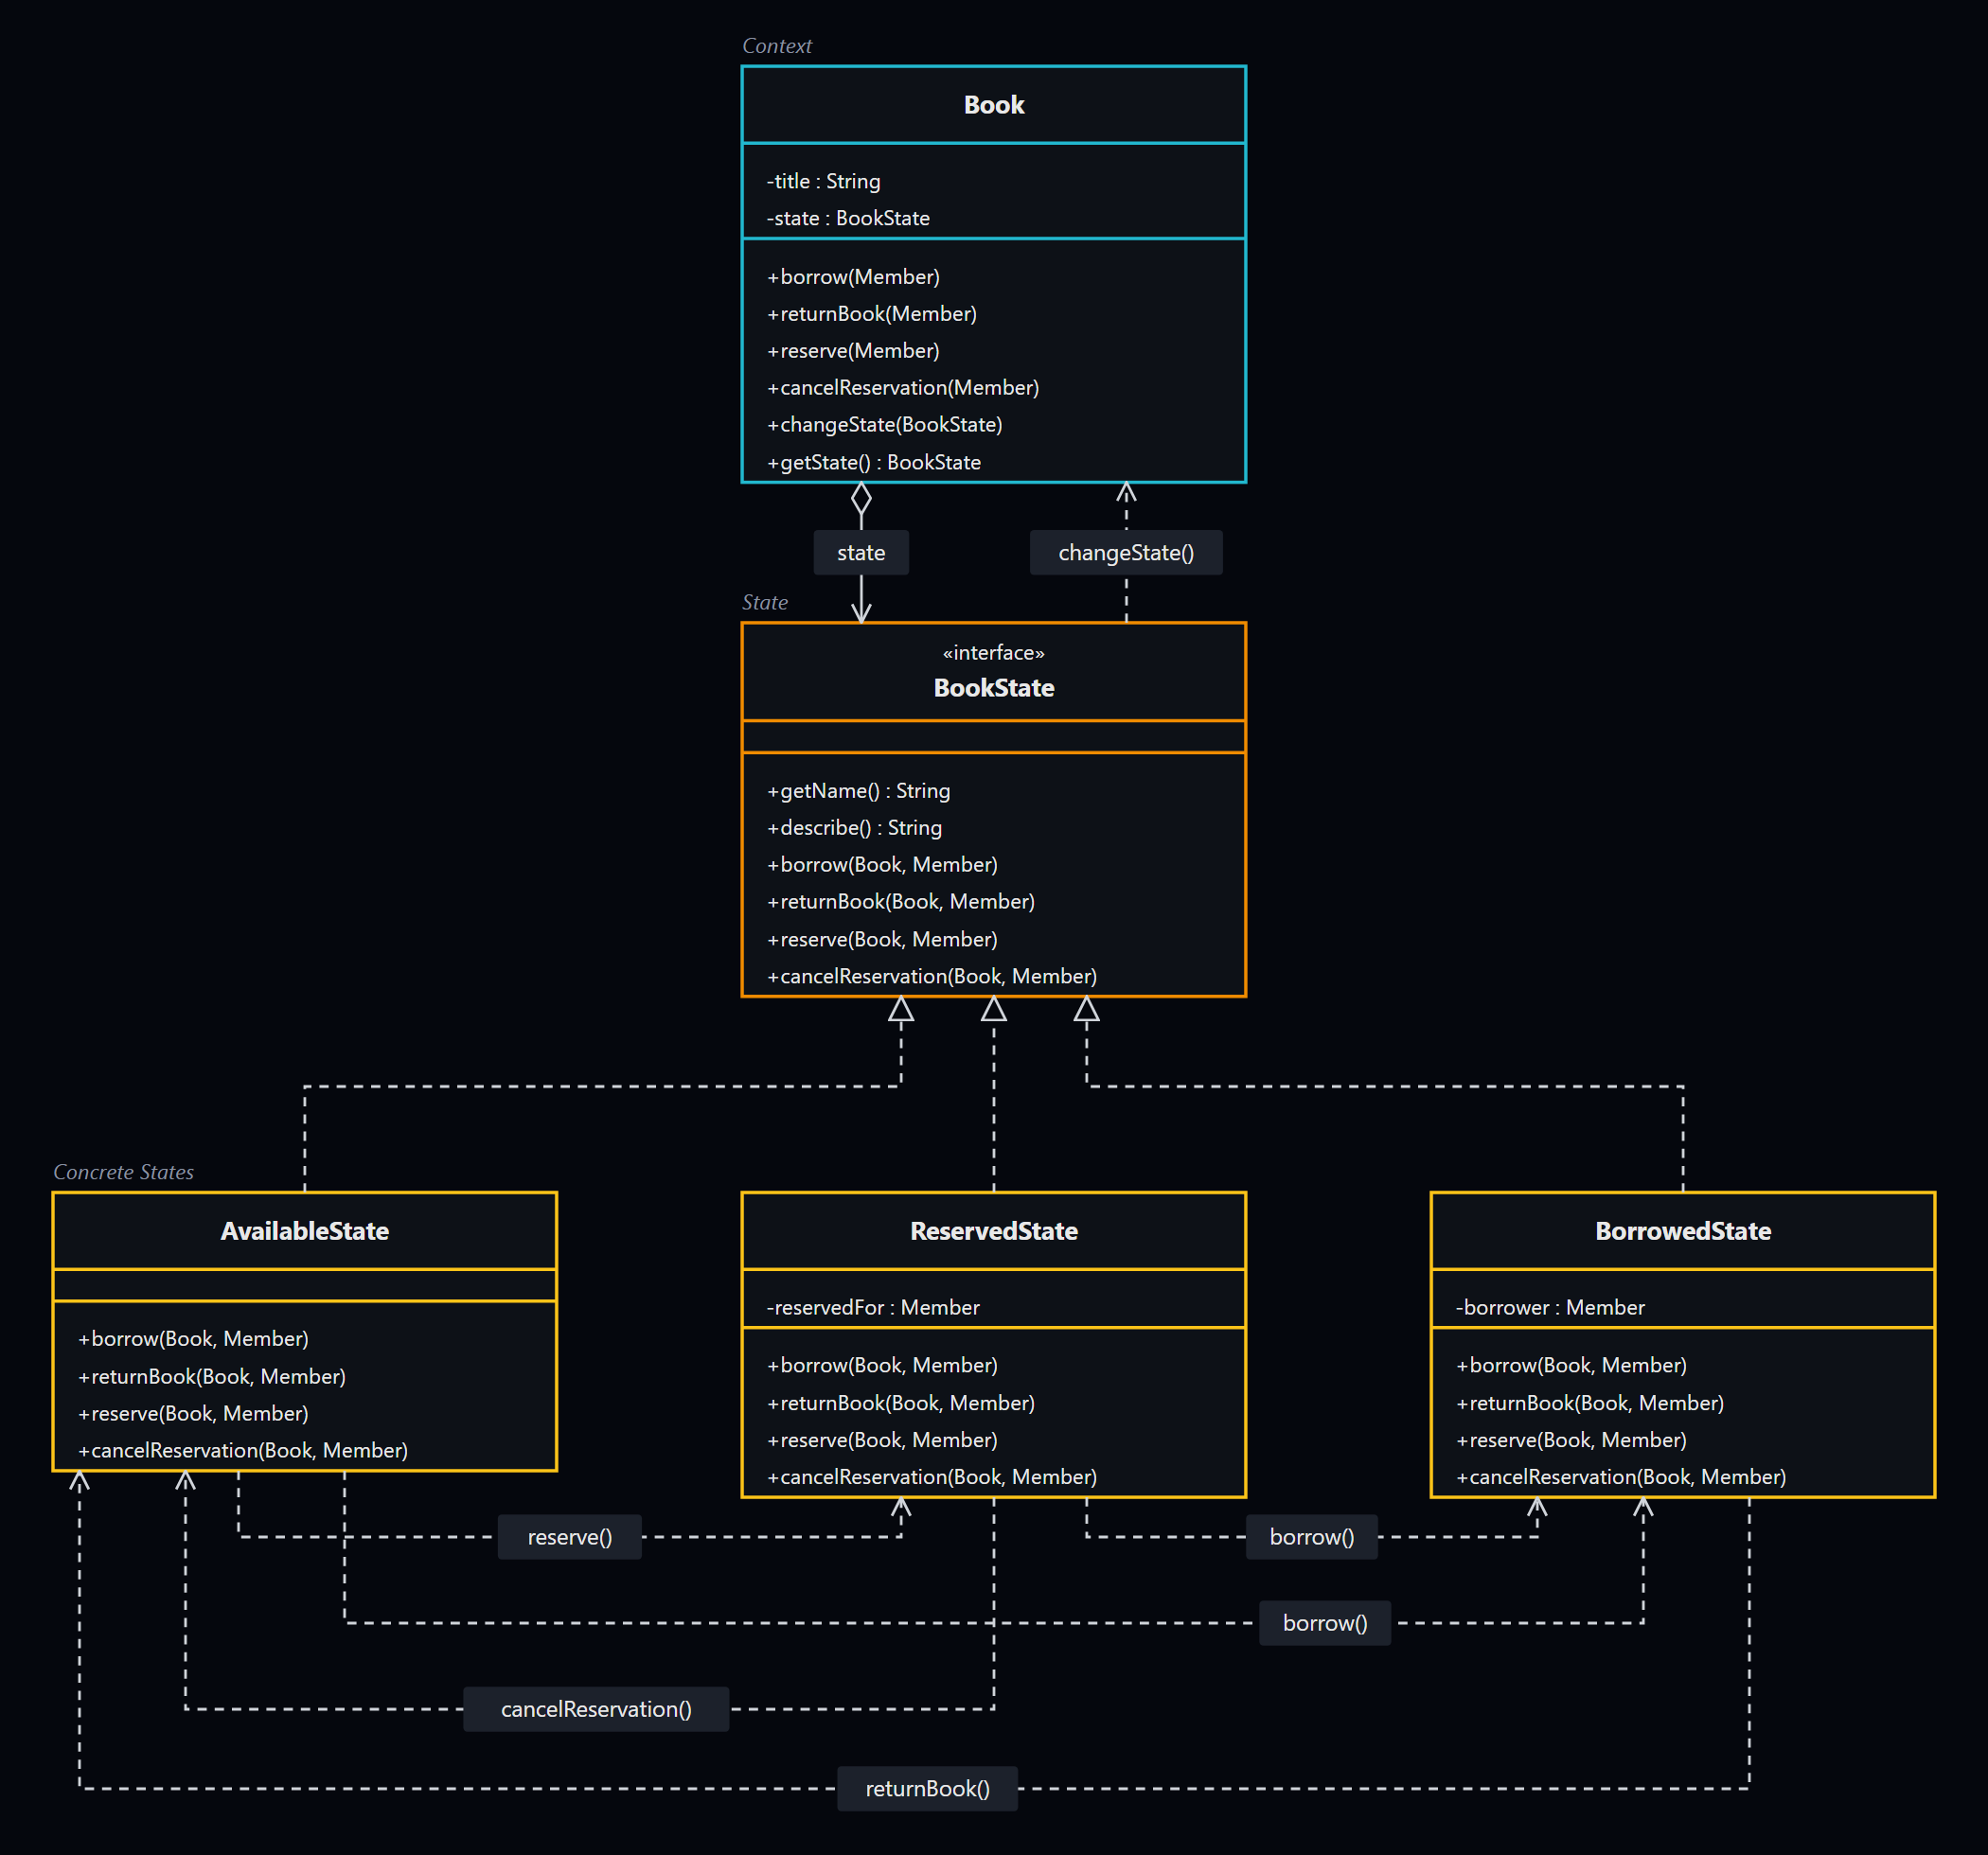 Context
Book
-title : String
-state : BookState
+borrow(Member)
+returnBook(Member)
+reserve(Member)
+cancelReservation(Member)
+changeState(BookState)
+getState() : BookState
state
changeState()
State
«interface»
BookState
+getName() : String
+describe() : String
+borrow(Book, Member)
+returnBook(Book, Member)
+reserve(Book, Member)
+cancelReservation(Book, Member)
Concrete States
AvailableState
+borrow(Book, Member)
+returnBook(Book, Member)
+reserve(Book, Member)
+cancelReservation(Book, Member)
ReservedState
-reservedFor : Member
+borrow(Book, Member)
+returnBook(Book, Member)
+reserve(Book, Member)
+cancelReservation(Book, Member)
BorrowedState
-borrower : Member
+borrow(Book, Member)
+returnBook(Book, Member)
+reserve(Book, Member)
+cancelReservation(Book, Member)
reserve()
borrow()
borrow()
cancelReservation()
returnBook()